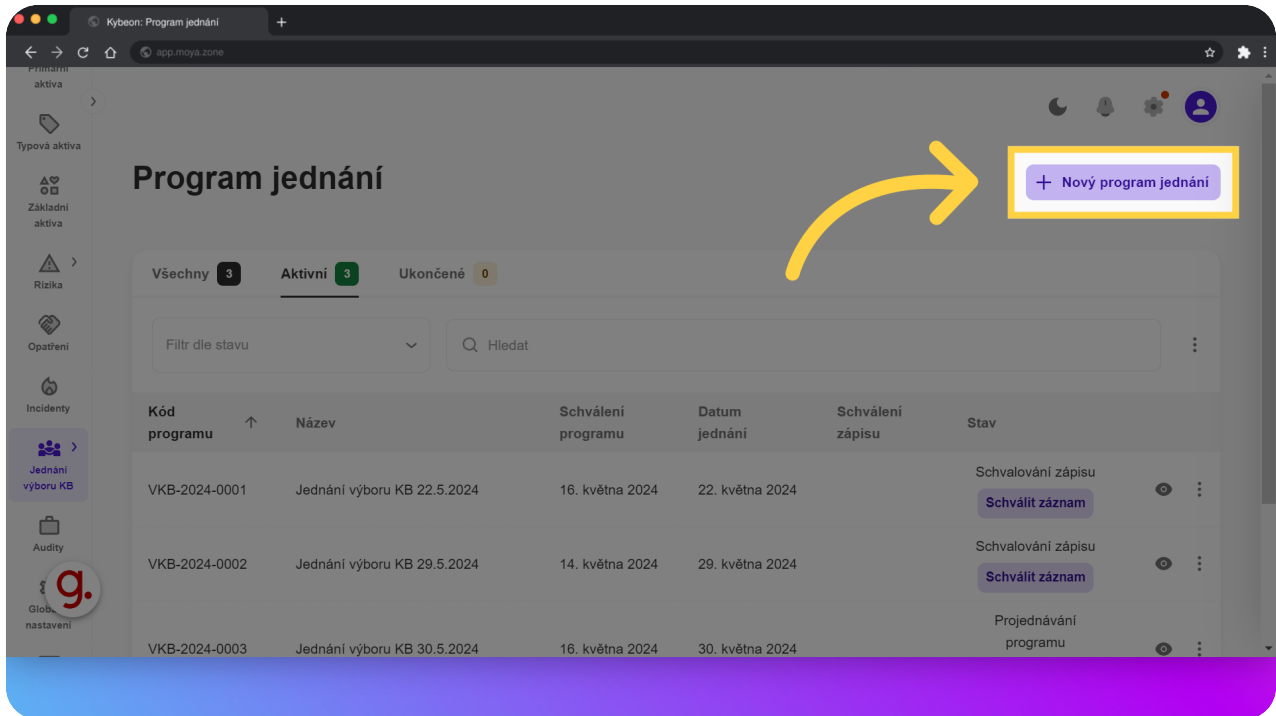 Kybeon: Program jednání
app.moya.zone
Primární
aktiva
Typová aktiva
Základní
aktiva
Rizika
Opatření
Incidenty
Jednání
výboru KB
Audity
g.
nastavení
Program jednání
Nový program jednání
Všechny 3 Aktivní 3 Ukončené 0
Filtr dle stavu Hledat
Kód
programu Název Schválení
programu Datum
jednání Schválení
zápisu Stav
VKB-2024-0001 Jednání výboru KB 22.5.2024 16. května 2024 22. května 2024 Schvalování zápisu
Schválit záznam
VKB-2024-0002 Jednání výboru KB 29.5.2024 14. května 2024 29. května 2024 Schvalování zápisu
Schválit záznam
VKB-2024-0003 Jednání výboru KB 30.5.2024 16. května 2024 30. května 2024 Projednávání
programu